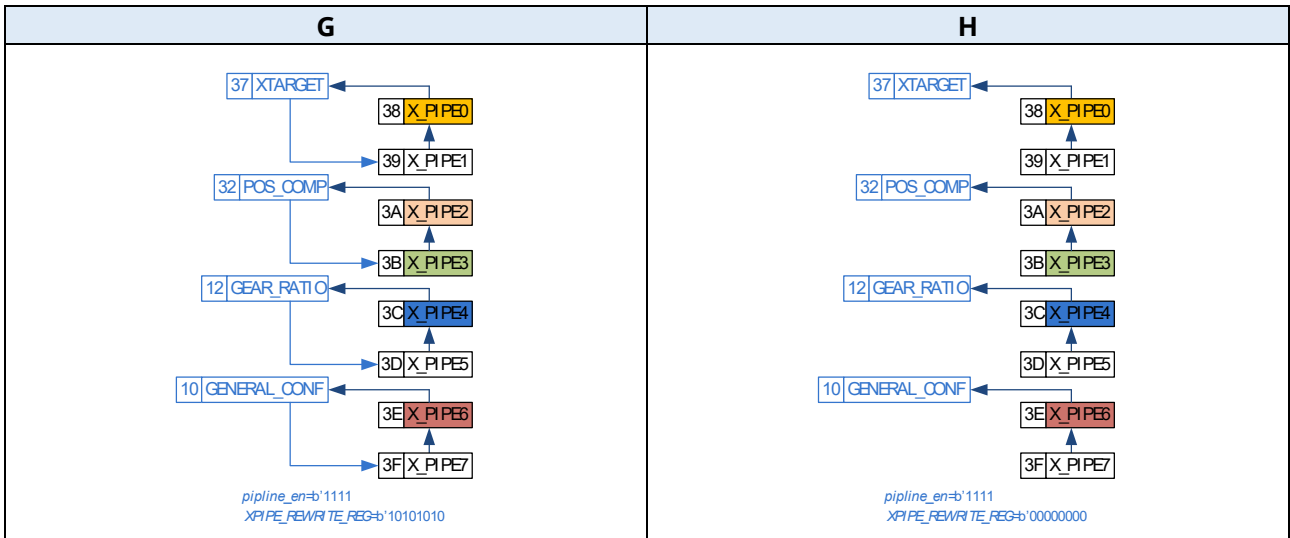 G
37 XTARGET
38 X_PIPE0
39 X_PIPE1
32 POS_COMP
3A X_PIPE2
3B X_PIPE3
12 GEAR_RATIO
3C X_PIPE4
3D X_PIPE5
10 GENERAL_CONF
3E X_PIPE6
3F X_PIPE7
pipline_en=b'1111
XPIPE_REWRITE_REG=b'10101010
H
37 XTARGET
38 X_PIPE0
39 X_PIPE1
32 POS_COMP
3A X_PIPE2
3B X_PIPE3
12 GEAR_RATIO
3C X_PIPE4
3D X_PIPE5
10 GENERAL_CONF
3E X_PIPE6
3F X_PIPE7
pipline_en=b'1111
XPIPE_REWRITE_REG=b'00000000